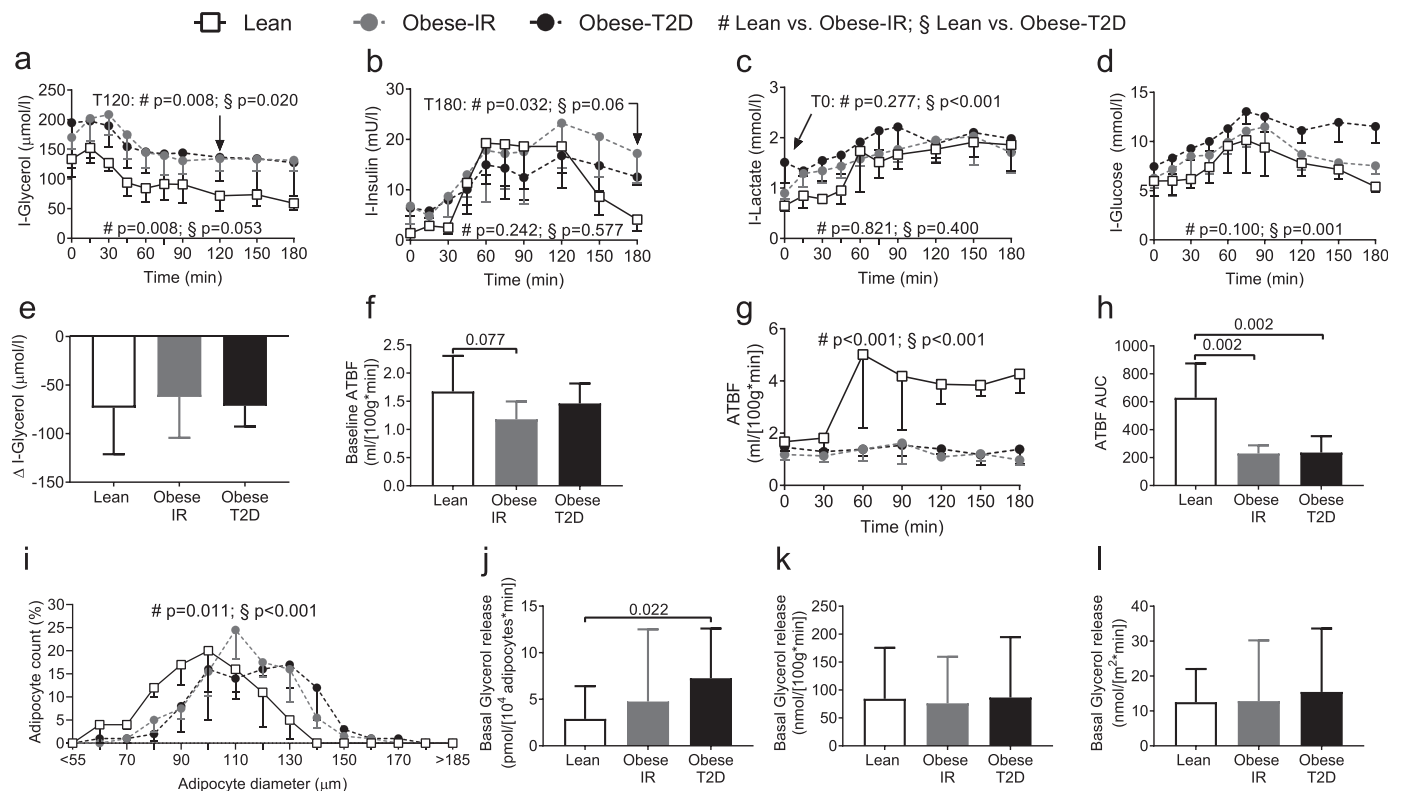 Lean Obese-IR Obese-T2D # Lean vs. Obese-IR; § Lean vs. Obese-T2D
a
I-Glycerol (μmol/l)
250
200
150
100
50
0
T120: # p=0.008; § p=0.020
# p=0.008; § p=0.053
0 30 60 90 120 150 180
Time (min)
b
I-Insulin (mU/l)
30
20
10
0
T180: # p=0.032; § p=0.06
# p=0.242; § p=0.577
0 30 60 90 120 150 180
Time (min)
c
I-Lactate (mmol/l)
3
2
1
0
T0: # p=0.277; § p<0.001
# p=0.821; § p=0.400
0 30 60 90 120 150 180
Time (min)
d
I-Glucose (mmol/l)
15
10
5
0
# p=0.100; § p=0.001
0 30 60 90 120 150 180
Time (min)
e
Δ I-Glycerol (μmol/l)
0
-50
-100
-150
Lean Obese Obese
IR T2D
f
Baseline ATBF
(ml/[100g*min])
2.5
2.0
1.5
1.0
0.5
0.0
0.077
Lean Obese Obese
IR T2D
g
ATBF
(ml/[100g*min])
6
4
2
0
# p<0.001; § p<0.001
0 30 60 90 120 150 180
Time (min)
h
ATBF AUC
1000
800
600
400
200
0
0.002
0.002
Lean Obese Obese
IR T2D
i
Adipocyte count (%)
30
25
20
15
10
5
0
# p=0.011; § p<0.001
<55 70 90 110 130 150 170 >185
Adipocyte diameter (μm)
j
Basal Glycerol release
(pmol/[10⁴ adipocytes*min])
15
10
5
0
0.022
Lean Obese Obese
IR T2D
k
Basal Glycerol release
(nmol/[100g*min])
250
200
150
100
50
0
Lean Obese Obese
IR T2D
l
Basal Glycerol release
(nmol/[m²*min])
40
30
20
10
0
Lean Obese Obese
IR T2D